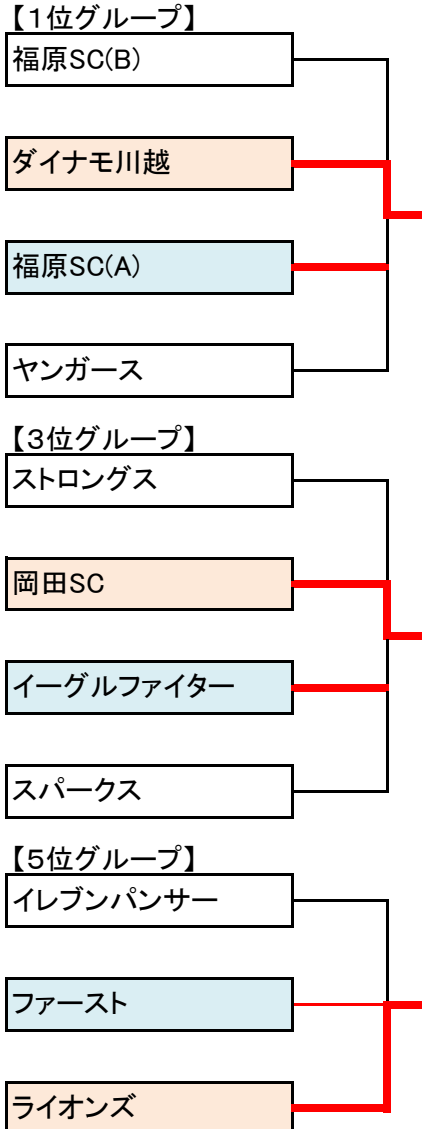 【１位グループ】
福原SC(B)
ダイナモ川越
福原SC(A)
ヤンガース
【３位グループ】
ストロングス
岡田SC
イーグルファイター
スパークス
【５位グループ】
イレブンパンサー
ファースト
ライオンズ